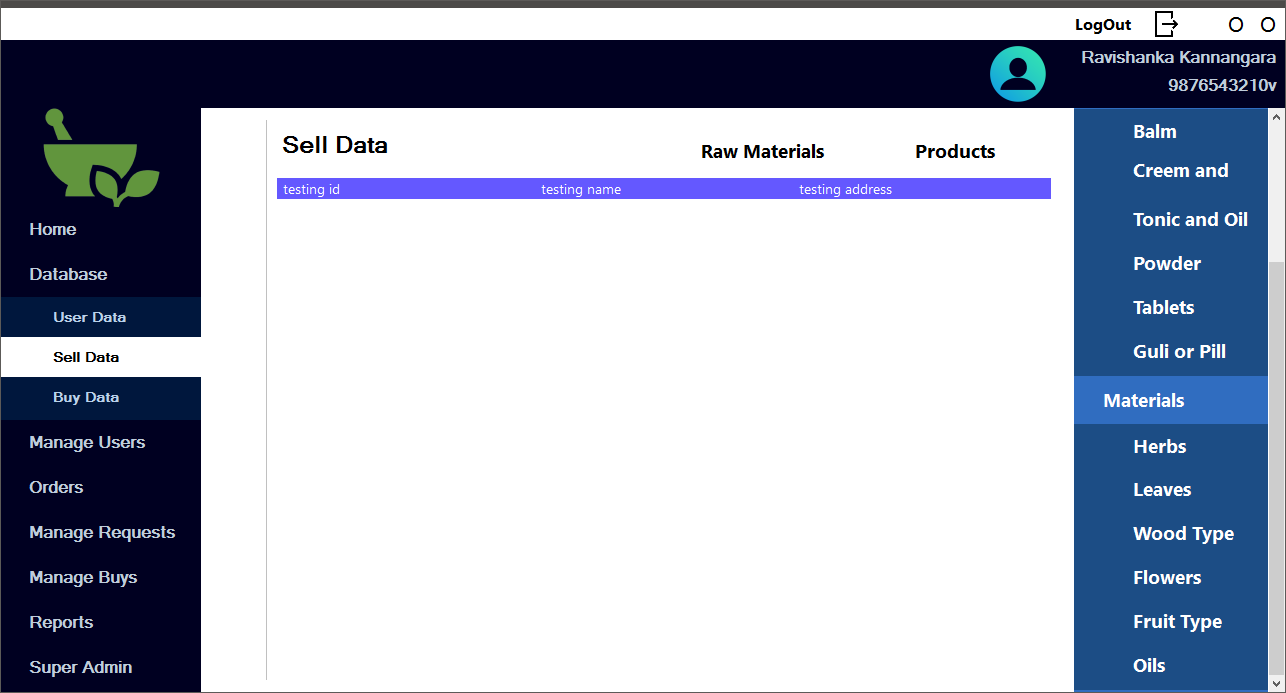 LogOut
Ravishanka Kannangara
9876543210v
Home
Database
User Data
Sell Data
Buy Data
Manage Users
Orders
Manage Requests
Manage Buys
Reports
Super Admin
Sell Data
Raw Materials Products
testing id testing name testing address
Balm
Creem and
Tonic and Oil
Powder
Tablets
Guli or Pill
Materials
Herbs
Leaves
Wood Type
Flowers
Fruit Type
Oils